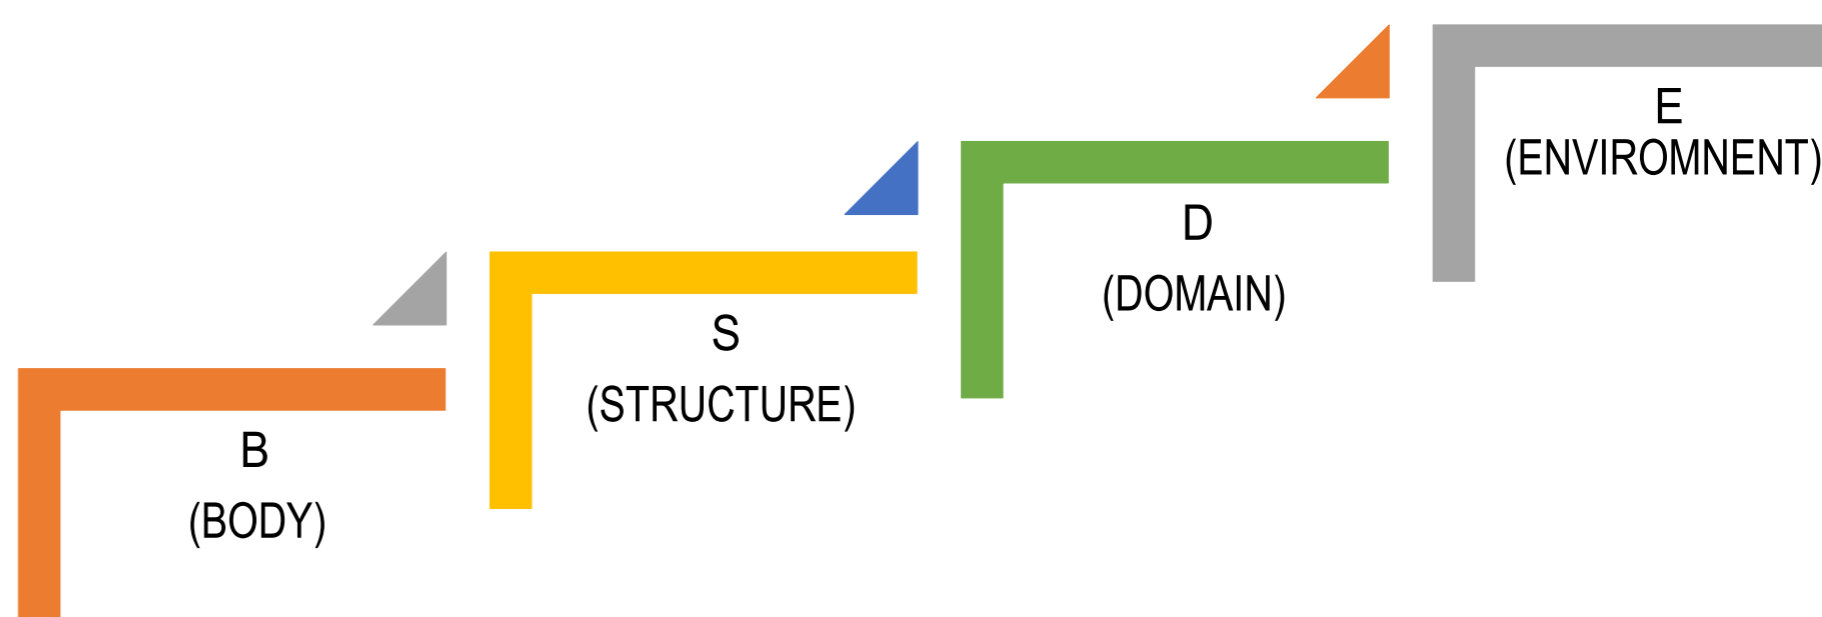 B
(BODY)
S
(STRUCTURE)
D
(DOMAIN)
E
(ENVIROMNENT)